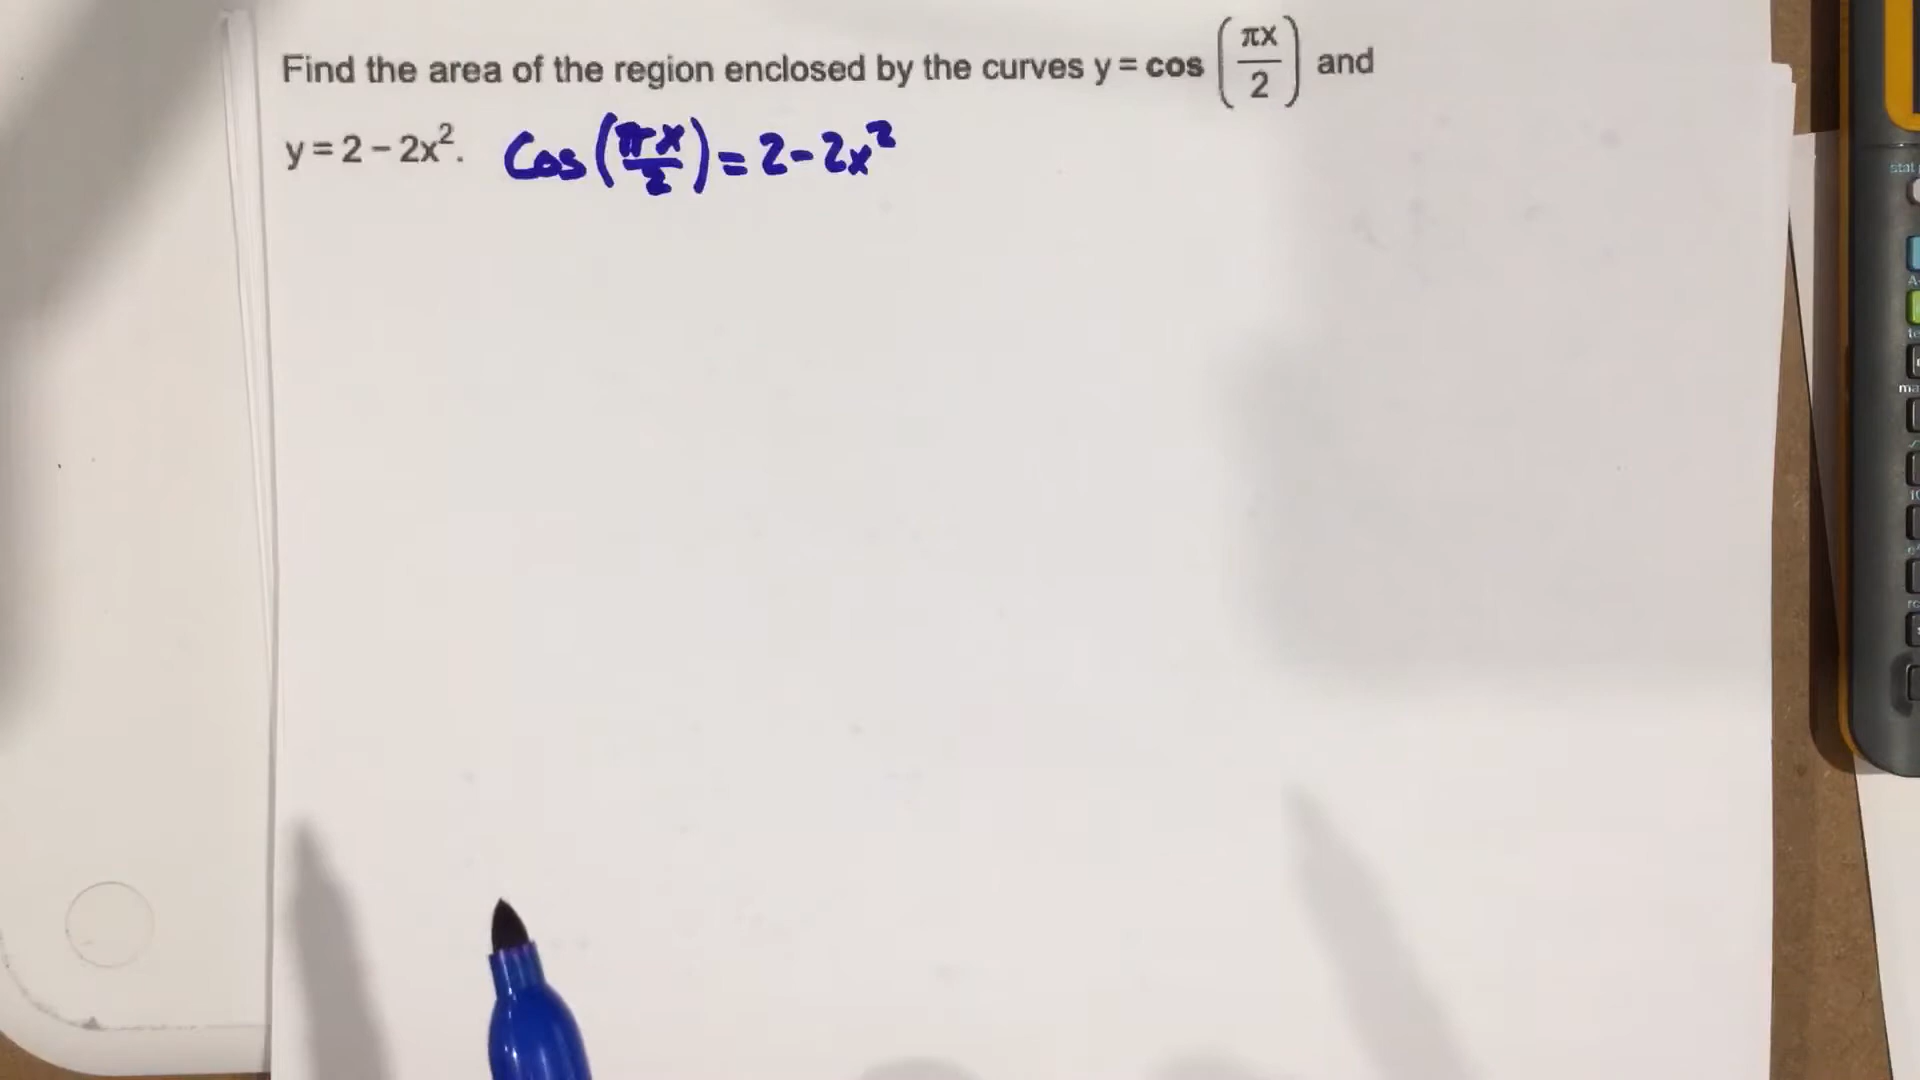 Find the area of the region enclosed by the curves y = cos (πx/2) and
y = 2 − 2x². Cos(πx/2) = 2 - 2x²
stat